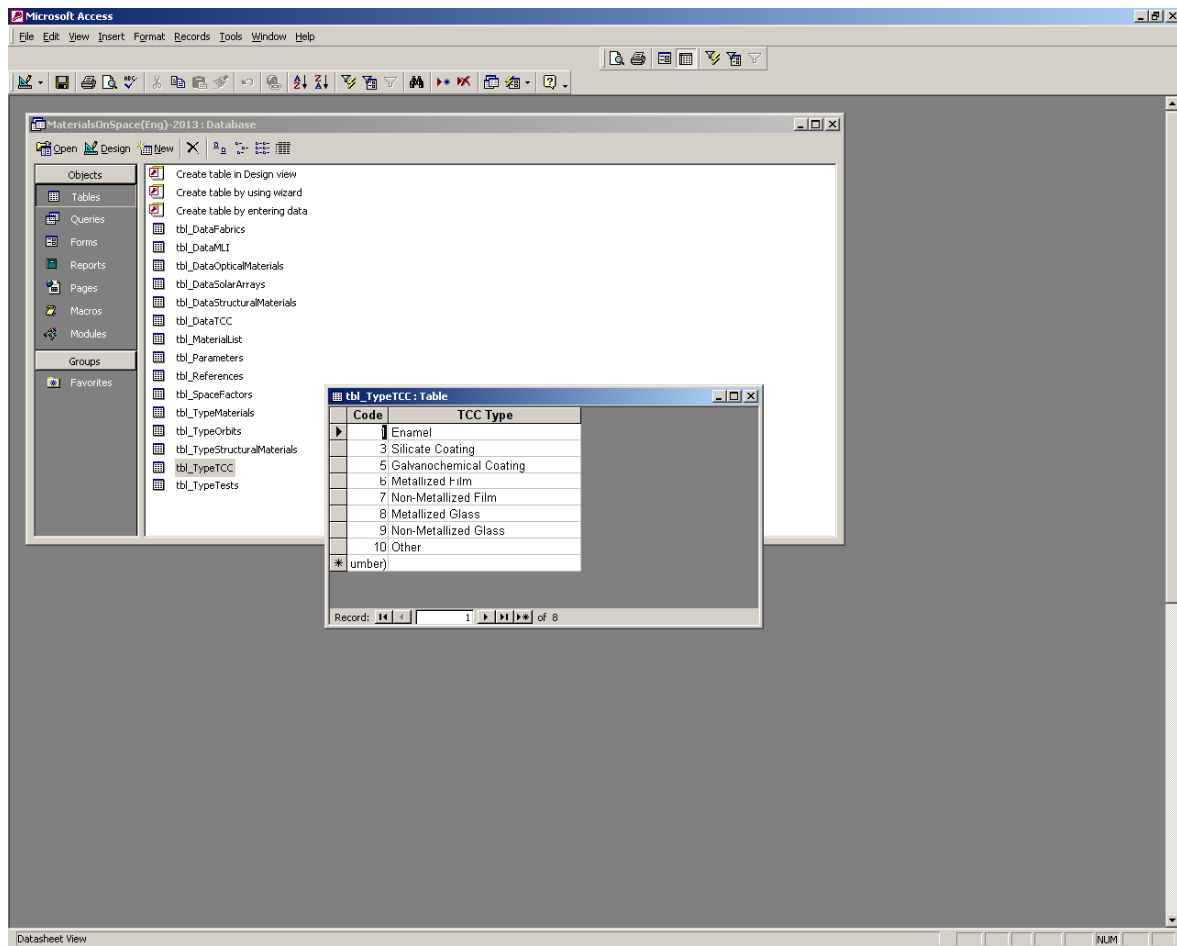 Microsoft Access
File Edit View Insert Format Records Tools Window Help
MaterialsOnSpace(Eng)-2013 : Database
Open Design New
Objects
Tables
Queries
Forms
Reports
Pages
Macros
Modules
Groups
Favorites
Create table in Design view
Create table by using wizard
Create table by entering data
tbl_DataFabrics
tbl_DataMLI
tbl_DataOpticalMaterials
tbl_DataSolarArrays
tbl_DataStructuralMaterials
tbl_DataTCC
tbl_MaterialList
tbl_Parameters
tbl_References
tbl_SpaceFactors
tbl_TypeMaterials
tbl_TypeOrbits
tbl_TypeStructuralMaterials
tbl_TypeTCC
tbl_TypeTests
tbl_TypeTCC : Table
Code TCC Type
1 Enamel
3 Silicate Coating
5 Galvanochemical Coating
6 Metallized Film
7 Non-Metallized Film
8 Metallized Glass
9 Non-Metallized Glass
10 Other
umber)
Record: 1 of 8
Datasheet View NUM